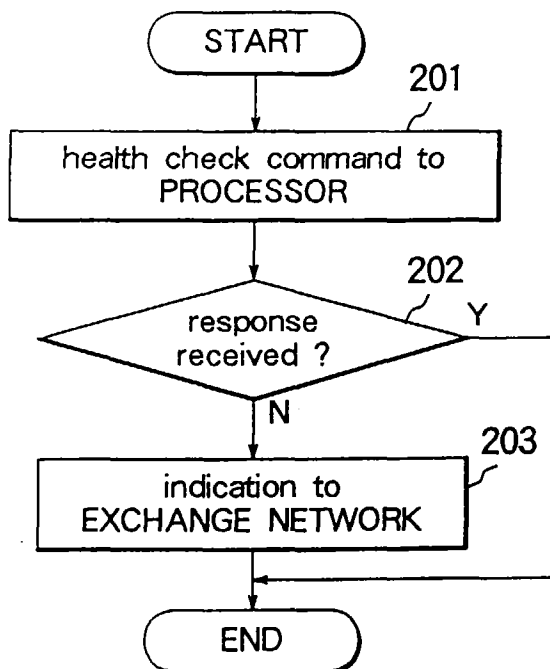 START
201
health check command to
PROCESSOR
202
response
received ?
Y
N
203
indication to
EXCHANGE NETWORK
END